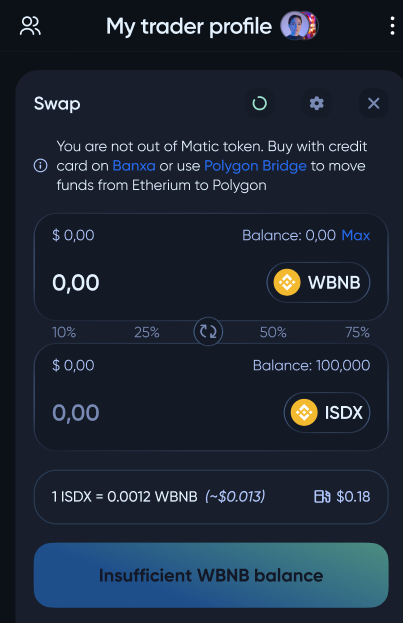 My trader profile
Swap
You are not out of Matic token. Buy with credit
card on Banxa or use Polygon Bridge to move
funds from Etherium to Polygon
$ 0,00 Balance: 0,00 Max
0,00 WBNB
10% 25% 50% 75%
$ 0,00 Balance: 100,000
0,00 ISDX
1 ISDX = 0.0012 WBNB (~$0.013) $0.18
Insufficient WBNB balance